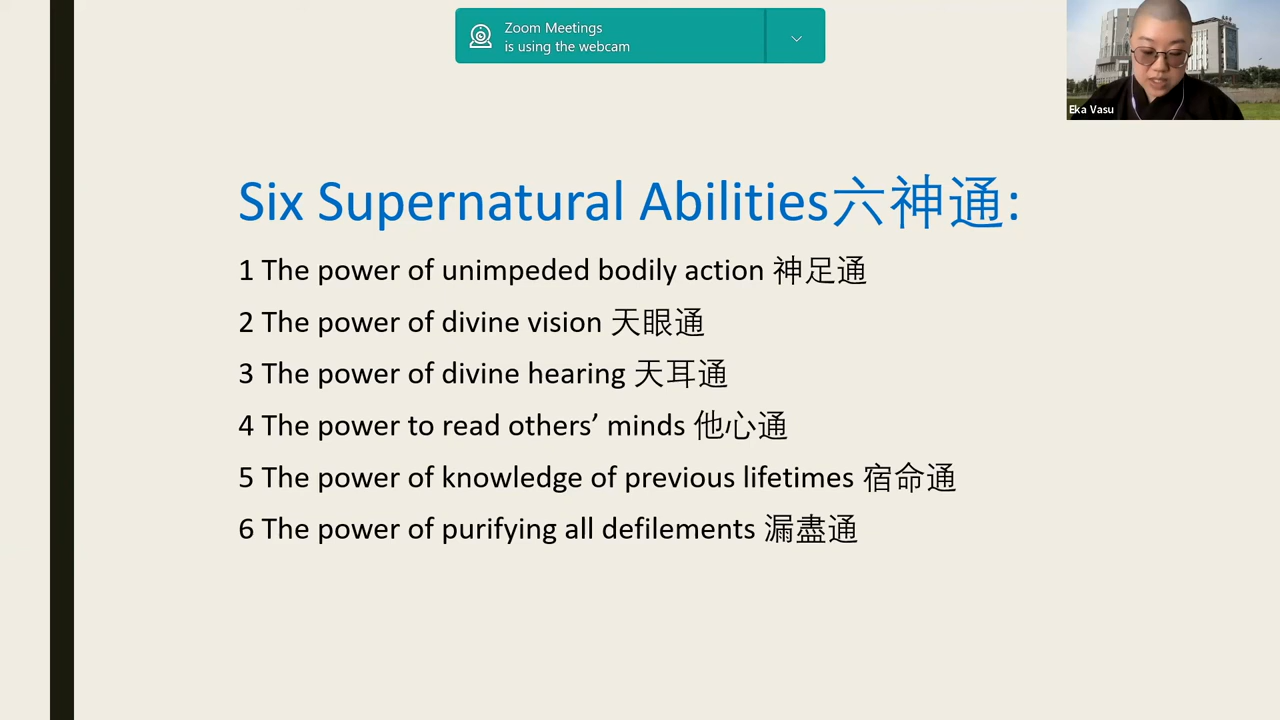 Zoom Meetings
is using the webcam
Eka Vasu
Six Supernatural Abilities六神通:
1 The power of unimpeded bodily action 神足通
2 The power of divine vision 天眼通
3 The power of divine hearing 天耳通
4 The power to read others’ minds 他心通
5 The power of knowledge of previous lifetimes 宿命通
6 The power of purifying all defilements 漏盡通